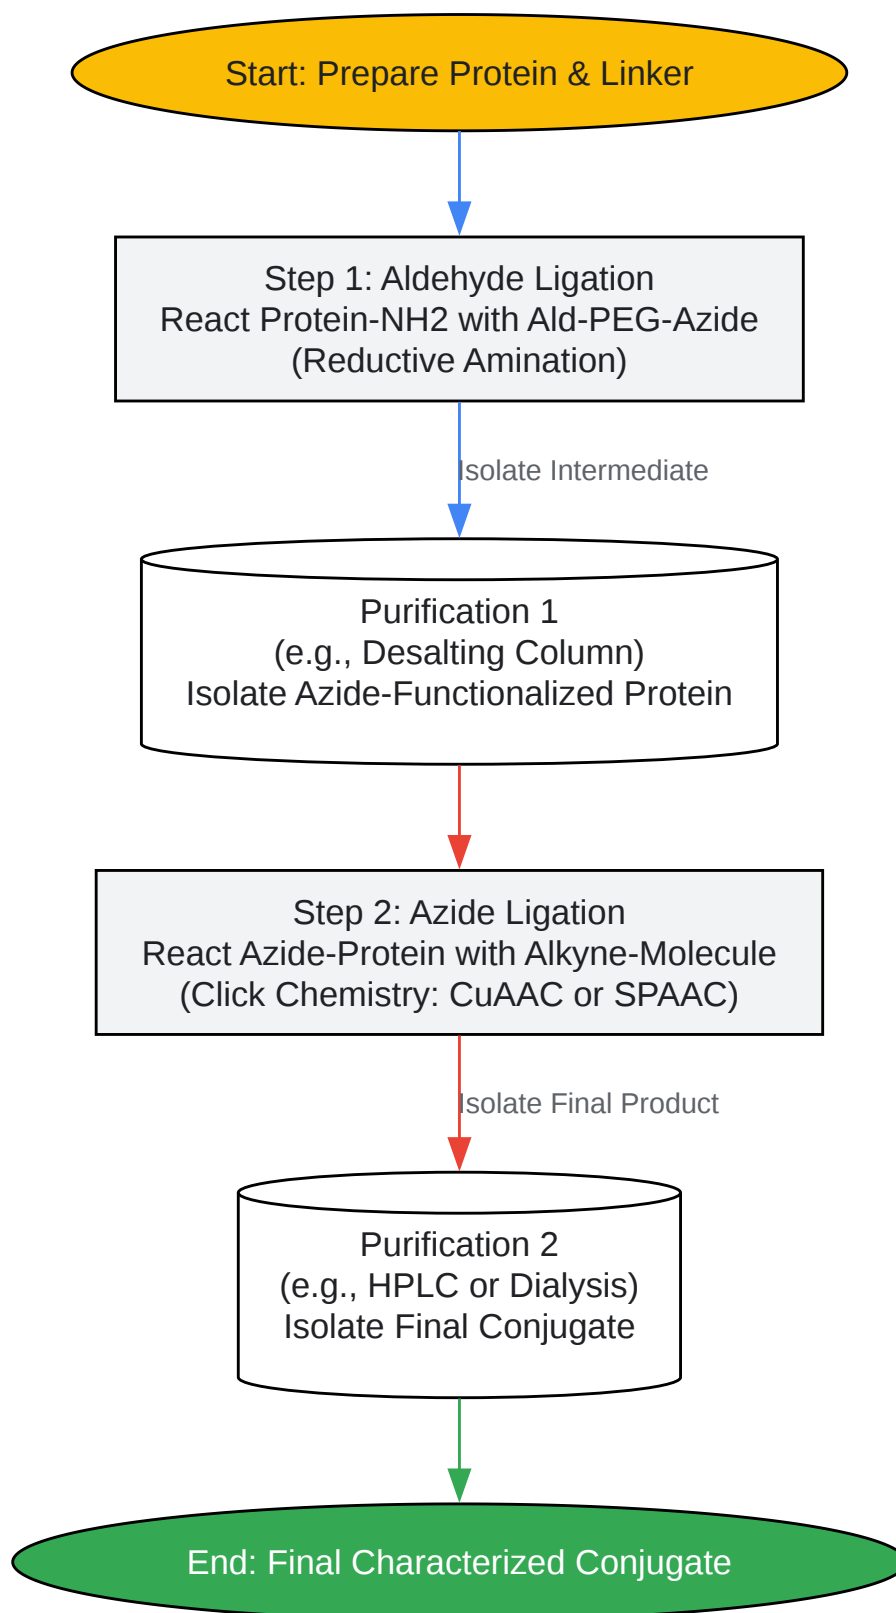 Start: Prepare Protein & Linker
Step 1: Aldehyde Ligation
React Protein-NH2 with Ald-PEG-Azide
(Reductive Amination)
Isolate Intermediate
Purification 1
(e.g., Desalting Column)
Isolate Azide-Functionalized Protein
Step 2: Azide Ligation
React Azide-Protein with Alkyne-Molecule
(Click Chemistry: CuAAC or SPAAC)
Isolate Final Product
Purification 2
(e.g., HPLC or Dialysis)
Isolate Final Conjugate
End: Final Characterized Conjugate